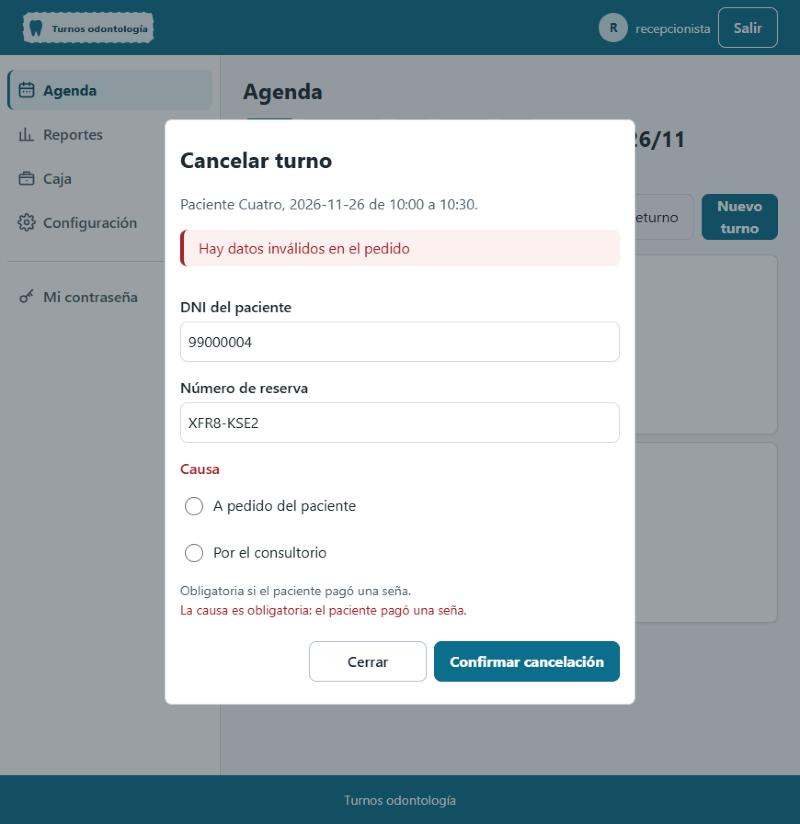 Turnos odontología
R
recepcionista
Salir
Agenda
Reportes
Caja
Configuración
Mi contraseña
Agenda
26/11
Nuevo
turno
Cancelar turno
Paciente Cuatro, 2026-11-26 de 10:00 a 10:30.
Hay datos inválidos en el pedido
DNI del paciente
99000004
Número de reserva
XFR8-KSE2
Causa
A pedido del paciente
Por el consultorio
Obligatoria si el paciente pagó una seña.
La causa es obligatoria: el paciente pagó una seña.
Cerrar
Confirmar cancelación
Turnos odontología